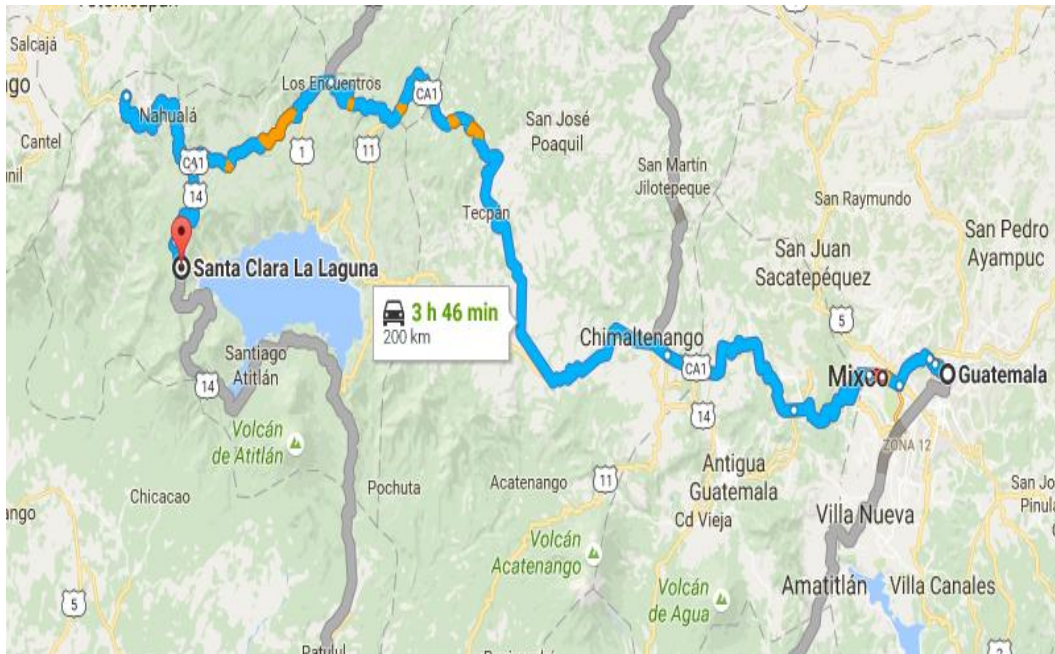 Salcajá
Los Encuentros
CA1
Nahualá
Cantel
CA1
1
11
San José
Poaquil
San Martín
Jilotepeque
14
San Raymundo
Tecpán
San Pedro
Ayampuc
San Juan
Sacatepéquez
Santa Clara La Laguna
3 h 46 min
200 km
5
Chimaltenango
Santiago
Atitlán
CA1
Mixco
Guatemala
14
14
Volcán
de Atitlán
ZONA 12
Antigua
Guatemala
Chicacao
Pochuta
Acatenango
11
Cd Vieja
Villa Nueva
Volcán
Acatenango
Amatitlán
Villa Canales
5
Volcán
de Agua
Patulul